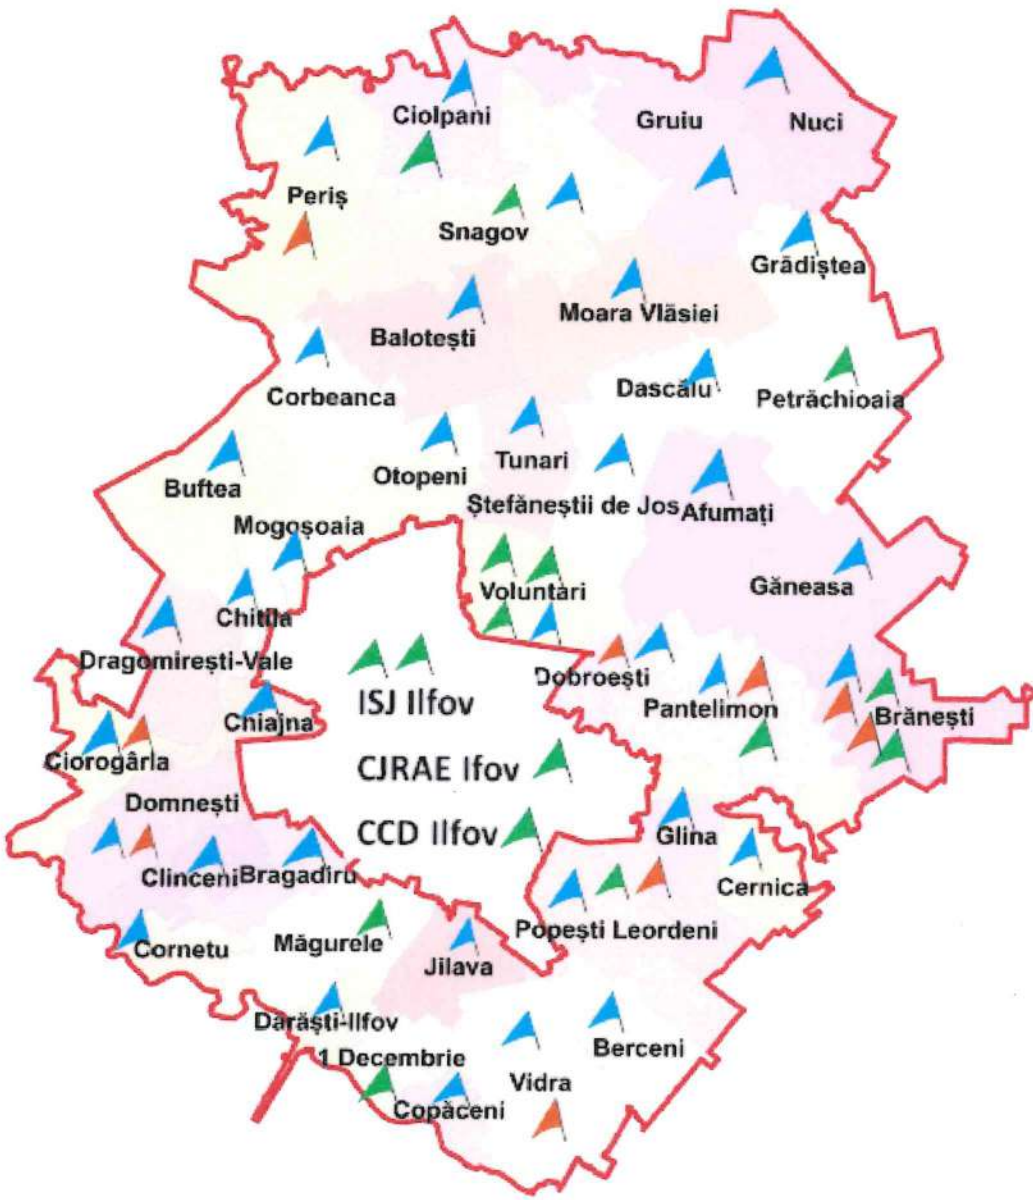 Ciolpani
Gruiu
Nuci
Periș
Snagov
Grădiștea
Moara Vlăsiei
Balotești
Dascălu
Petrăchioaia
Corbeanca
Tunari
Otopeni
Buftea
Ștefăneștii de Jos
Afumați
Mogoșoaia
Găneasa
Voluntari
Chitila
Dragomirești-Vale
Dobroești
ISJ Ilfov
Pantelimon
Brănești
Chiajna
Ciorogârla
CJRAE Ifov
Domnești
CCD Ilfov
Glina
Clinceni
Bragadiru
Cernica
Popești Leordeni
Cornetu
Măgurele
Jilava
Darăști-Ilfov
Berceni
1 Decembrie
Vidra
Copăceni